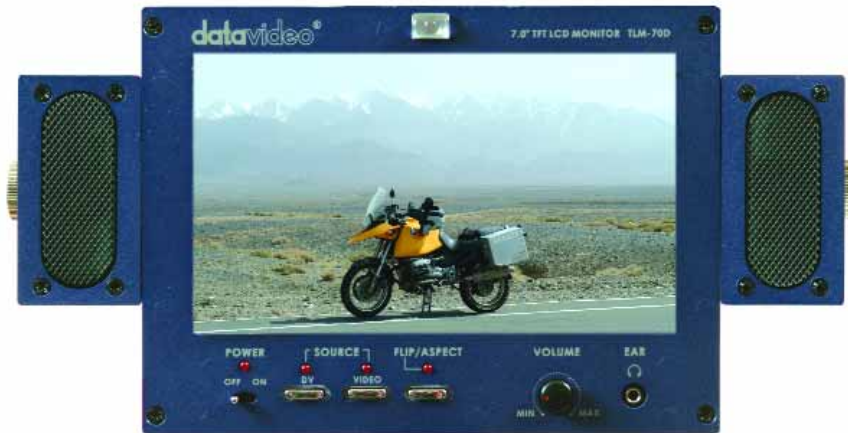 datavideo®
7.0" TFT LCD MONITOR TLM-70D
POWER
SOURCE
FLIP/ASPECT
VOLUME
EAR
OFF ON
DV
VIDEO
MIN
MAX